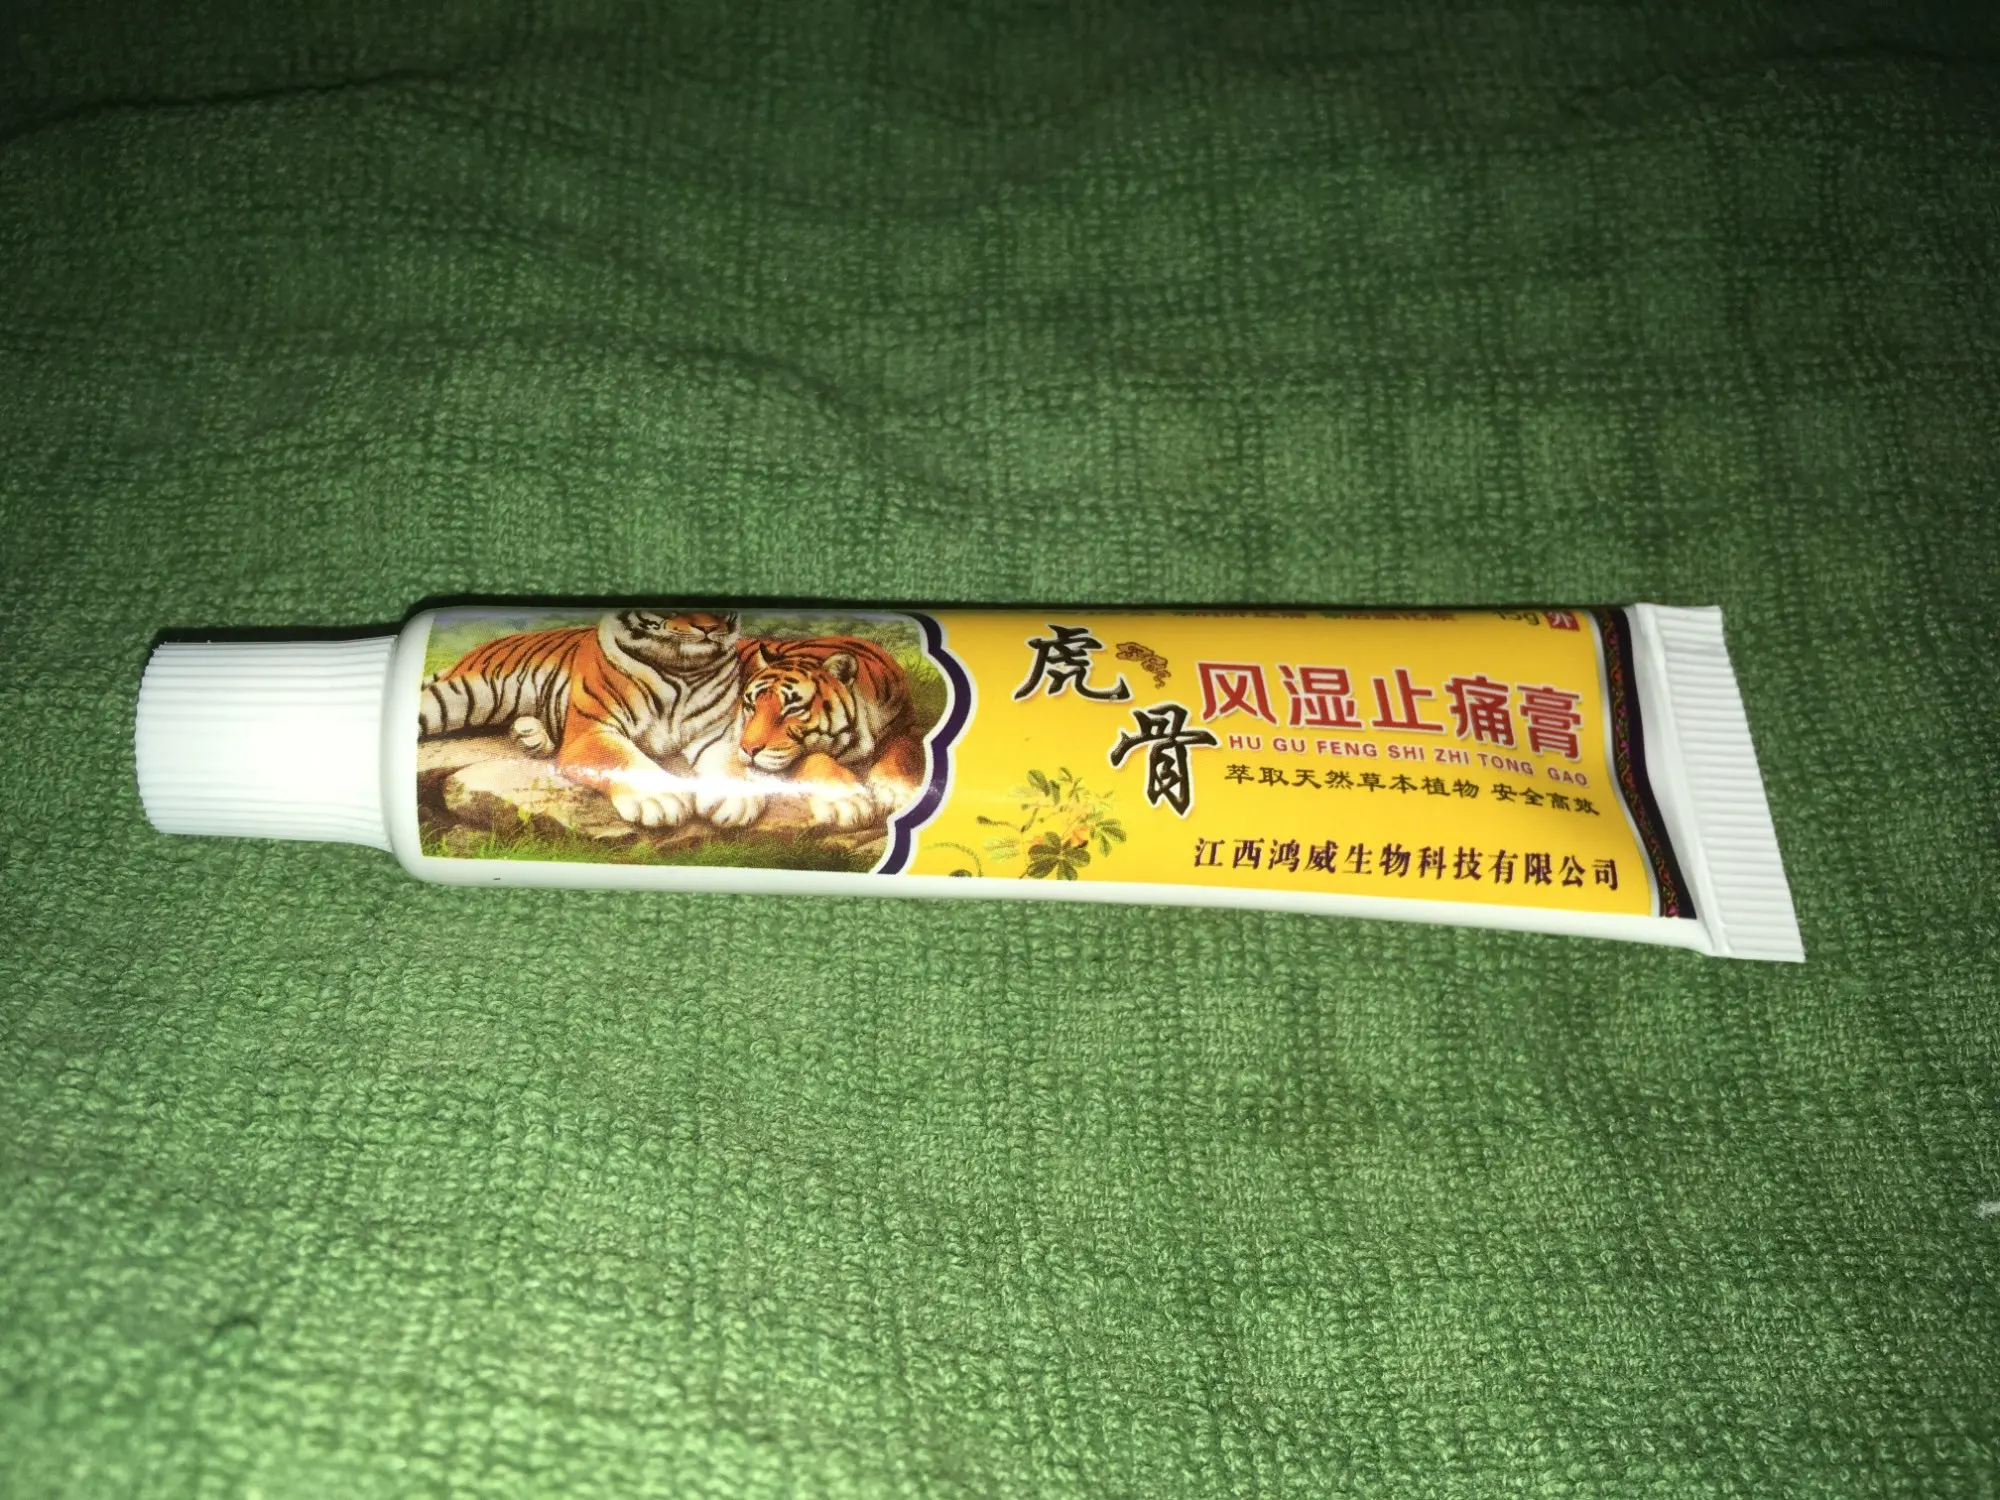 15g 外
虎骨
风湿止痛膏
HU GU FENG SHI ZHI TONG GAO
萃取天然草本植物 安全高效
江西鸿威生物科技有限公司